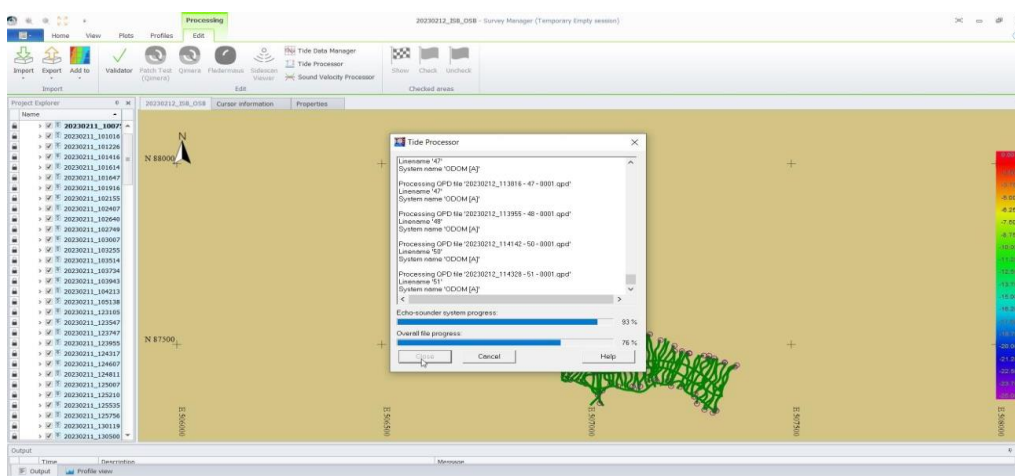 Processing
20230212_ISB_OSB - Survey Manager (Temporary Empty session)
Home View Plots Profiles Edit
Import Export Add to Validator Patch Test (Qimera) Qimera Fledermaus Sidescan Viewer
Tide Data Manager
Tide Processor
Sound Velocity Processor
Show Check Uncheck
Import Edit Checked areas
Project Explorer
20230212_ISB_OSB Cursor information Properties
Name
20230211_10075
20230211_101016
20230211_101226
20230211_101416
20230211_101614
20230211_101647
20230211_101916
20230211_102155
20230211_102407
20230211_102640
20230211_102749
20230211_103007
20230211_103255
20230211_103514
20230211_103734
20230211_103943
20230211_104213
20230211_105138
20230211_123105
20230211_123547
20230211_123747
20230211_123955
20230211_124317
20230211_124607
20230211_124811
20230211_125007
20230211_125210
20230211_125535
20230211_125756
20230211_130119
20230211_130500
N
N 88000
N 87500
E 506000
E 506500
E 507000
E 507500
E 508000
Tide Processor
Linename '47'
System name 'ODOM [A]'
Processing QPD file '20230212_113816 - 47 - 0001.qpd'
Linename '47'
System name 'ODOM [A]'
Processing QPD file '20230212_113955 - 48 - 0001.qpd'
Linename '48'
System name 'ODOM [A]'
Processing QPD file '20230212_114142 - 50 - 0001.qpd'
Linename '50'
System name 'ODOM [A]'
Processing QPD file '20230212_114328 - 51 - 0001.qpd'
Linename '51'
System name 'ODOM [A]'
Echo-sounder system progress:
93 %
Overall file progress:
76 %
Close Cancel Help
Output
Time Description Message
Output Profile view